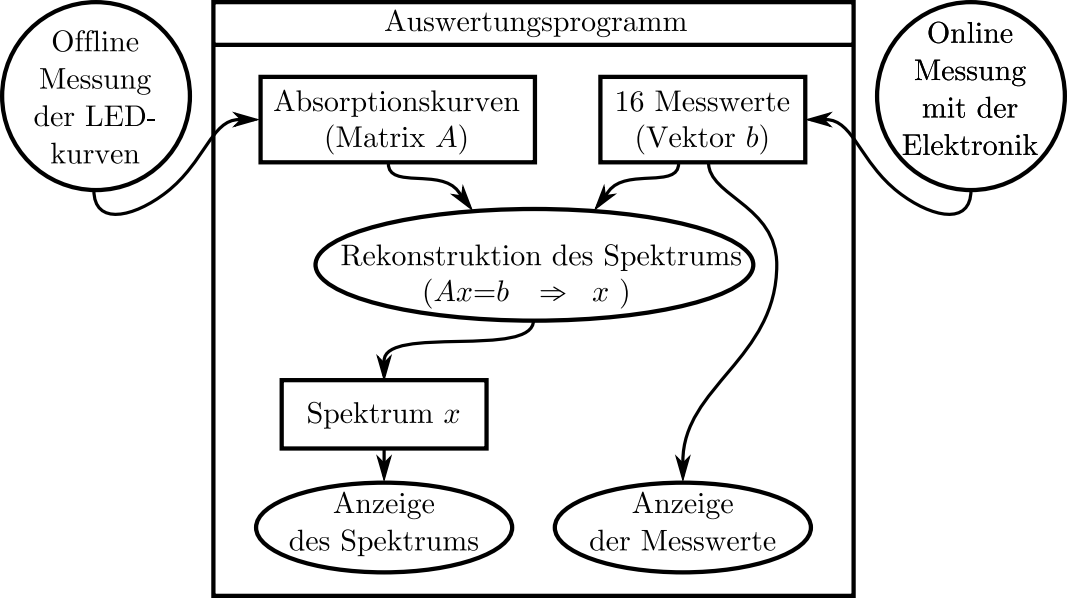 Auswertungsprogramm
Offline
Messung
der LED-
kurven
Absorptionskurven
(Matrix A)
16 Messwerte
(Vektor b)
Online
Messung
mit der
Elektronik
Rekonstruktion des Spektrums
(Ax=b ⇒ x )
Spektrum x
Anzeige
des Spektrums
Anzeige
der Messwerte